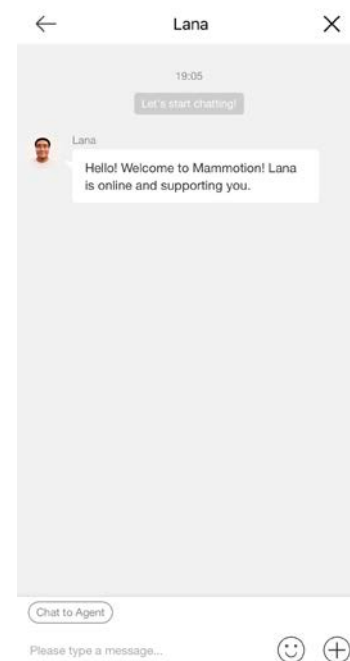 Lana
19:05
Let's start chatting!
Lana
Hello! Welcome to Mammotion! Lana
is online and supporting you.
Chat to Agent
Please type a message...